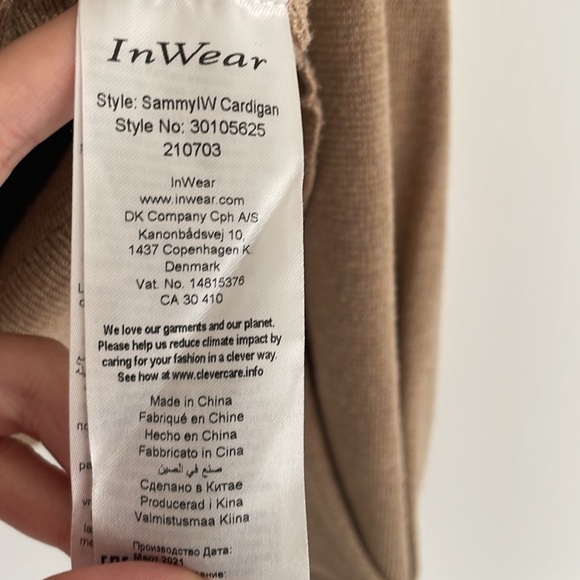 InWear
Style: SammyIW Cardigan
Style No: 30105625
210703
InWear
www.inwear.com
DK Company Cph A/S
Kanonbådsvej 10,
1437 Copenhagen K
Denmark
Vat. No. 14815376
CA 30 410
We love our garments and our planet.
Please help us reduce climate impact by
caring for your fashion in a clever way.
See how at www.clevercare.info
Made in China
Fabriqué en Chine
Hecho en China
Fabbricato in Cina
صنع في الصين
Сделано в Китае
Producerad i Kina
Valmistusmaa Kiina
Производство Дата:
Март 2021